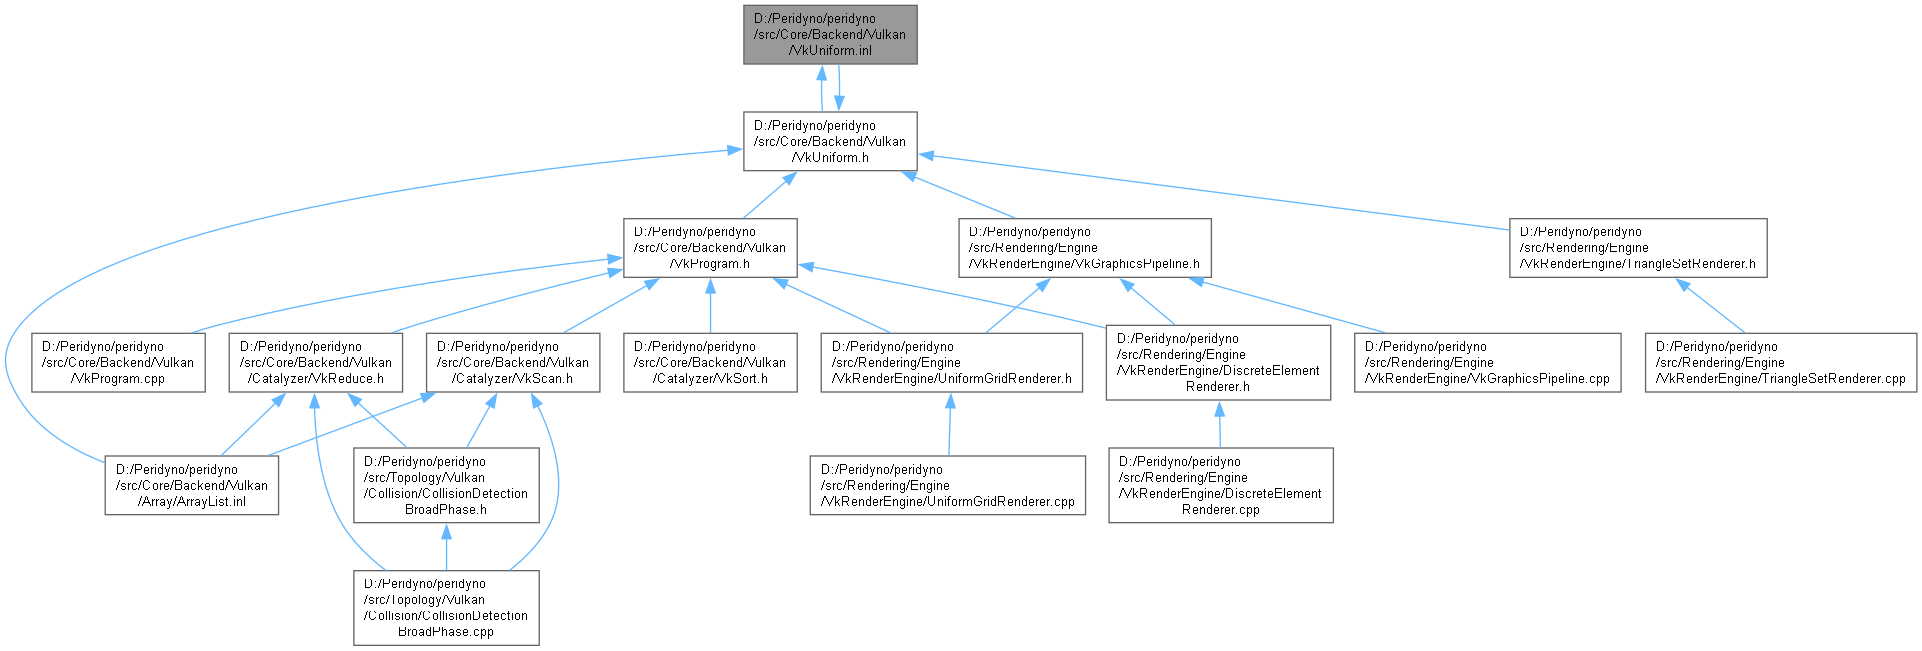 D:/Peridyno/peridyno
/src/Core/Backend/Vulkan
/VkUniform.inl
D:/Peridyno/peridyno
/src/Core/Backend/Vulkan
/VkUniform.h
D:/Peridyno/peridyno
/src/Core/Backend/Vulkan
/VkProgram.h
D:/Peridyno/peridyno
/src/Rendering/Engine
/VkRenderEngine/VkGraphicsPipeline.h
D:/Peridyno/peridyno
/src/Rendering/Engine
/VkRenderEngine/TriangleSetRenderer.h
D:/Peridyno/peridyno
/src/Core/Backend/Vulkan
/VkProgram.cpp
D:/Peridyno/peridyno
/src/Core/Backend/Vulkan
/Catalyzer/VkReduce.h
D:/Peridyno/peridyno
/src/Core/Backend/Vulkan
/Catalyzer/VkScan.h
D:/Peridyno/peridyno
/src/Core/Backend/Vulkan
/Catalyzer/VkSort.h
D:/Peridyno/peridyno
/src/Rendering/Engine
/VkRenderEngine/UniformGridRenderer.h
D:/Peridyno/peridyno
/src/Rendering/Engine
/VkRenderEngine/DiscreteElement
Renderer.h
D:/Peridyno/peridyno
/src/Rendering/Engine
/VkRenderEngine/VkGraphicsPipeline.cpp
D:/Peridyno/peridyno
/src/Rendering/Engine
/VkRenderEngine/TriangleSetRenderer.cpp
D:/Peridyno/peridyno
/src/Core/Backend/Vulkan
/Array/ArrayList.inl
D:/Peridyno/peridyno
/src/Topology/Vulkan
/Collision/CollisionDetection
BroadPhase.h
D:/Peridyno/peridyno
/src/Rendering/Engine
/VkRenderEngine/UniformGridRenderer.cpp
D:/Peridyno/peridyno
/src/Rendering/Engine
/VkRenderEngine/DiscreteElement
Renderer.cpp
D:/Peridyno/peridyno
/src/Topology/Vulkan
/Collision/CollisionDetection
BroadPhase.cpp